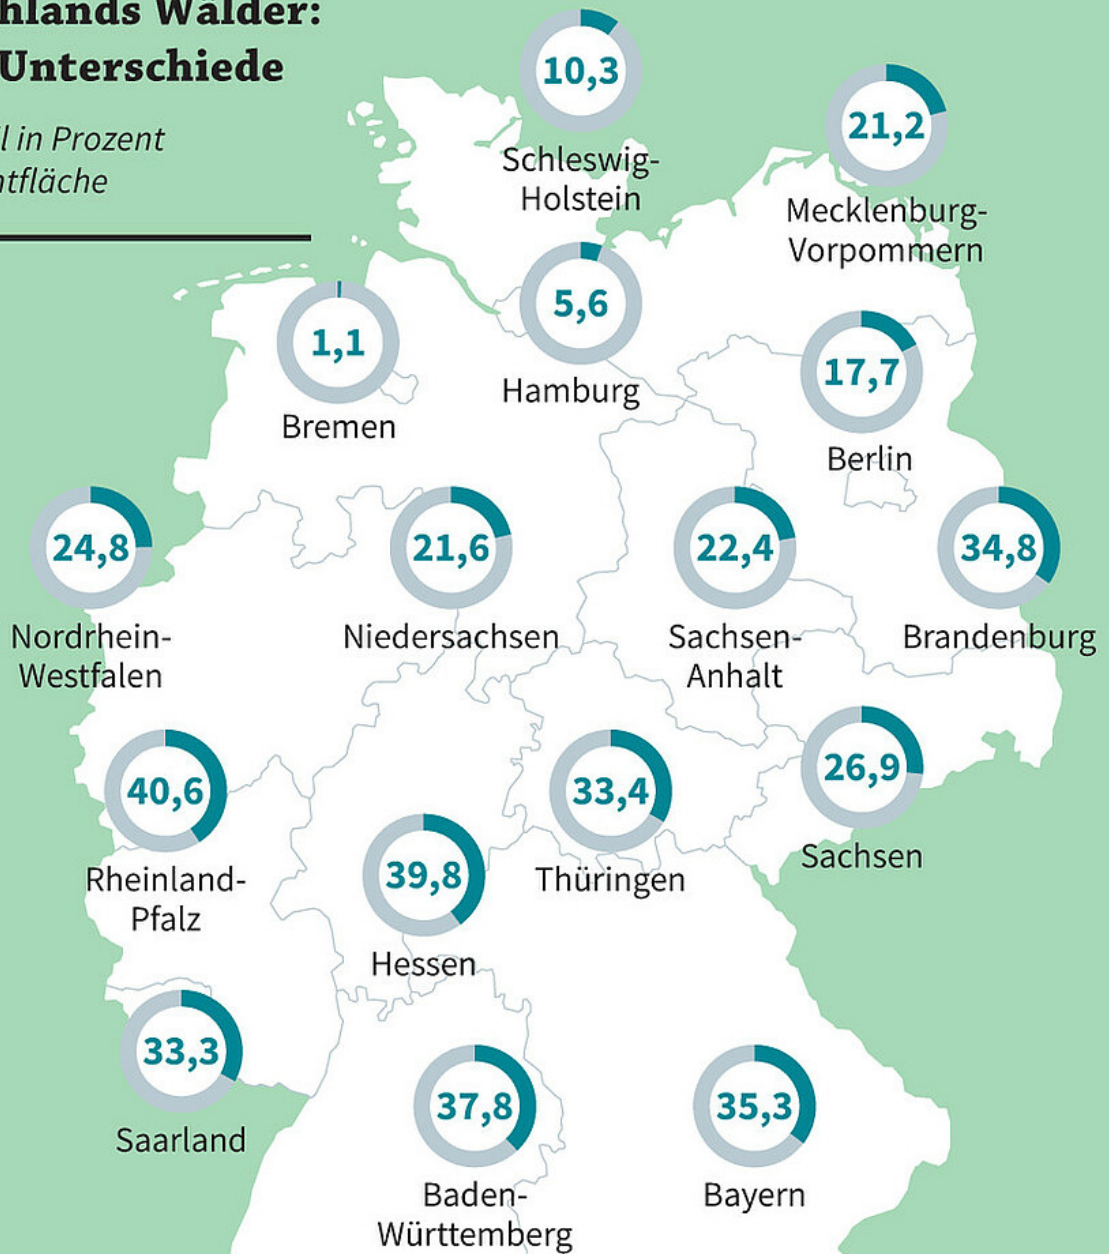 hlands Wälder:
Unterschiede
l in Prozent
ntfläche
10,3
Schleswig-
Holstein
21,2
Mecklenburg-
Vorpommern
5,6
Hamburg
1,1
Bremen
17,7
Berlin
24,8
Nordrhein-
Westfalen
21,6
Niedersachsen
22,4
Sachsen-
Anhalt
34,8
Brandenburg
40,6
Rheinland-
Pfalz
39,8
Hessen
33,4
Thüringen
26,9
Sachsen
33,3
Saarland
37,8
Baden-
Württemberg
35,3
Bayern